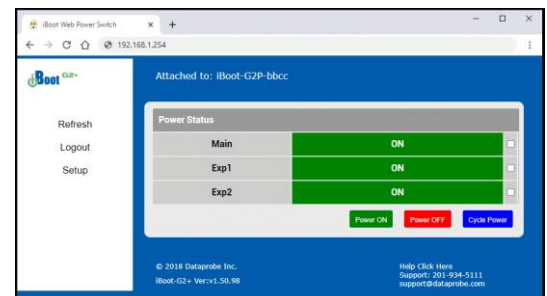 iBoot Web Power Switch
192.168.1.254
iBoot G2+
Attached to: iBoot-G2P-bbcc
Refresh
Logout
Setup
Power Status
Main ON
Exp1 ON
Exp2 ON
Power ON Power OFF Cycle Power
© 2018 Dataprobe Inc.
iBoot-G2+ Ver:v1.50.98
Help Click Here
Support: 201-934-5111
support@dataprobe.com